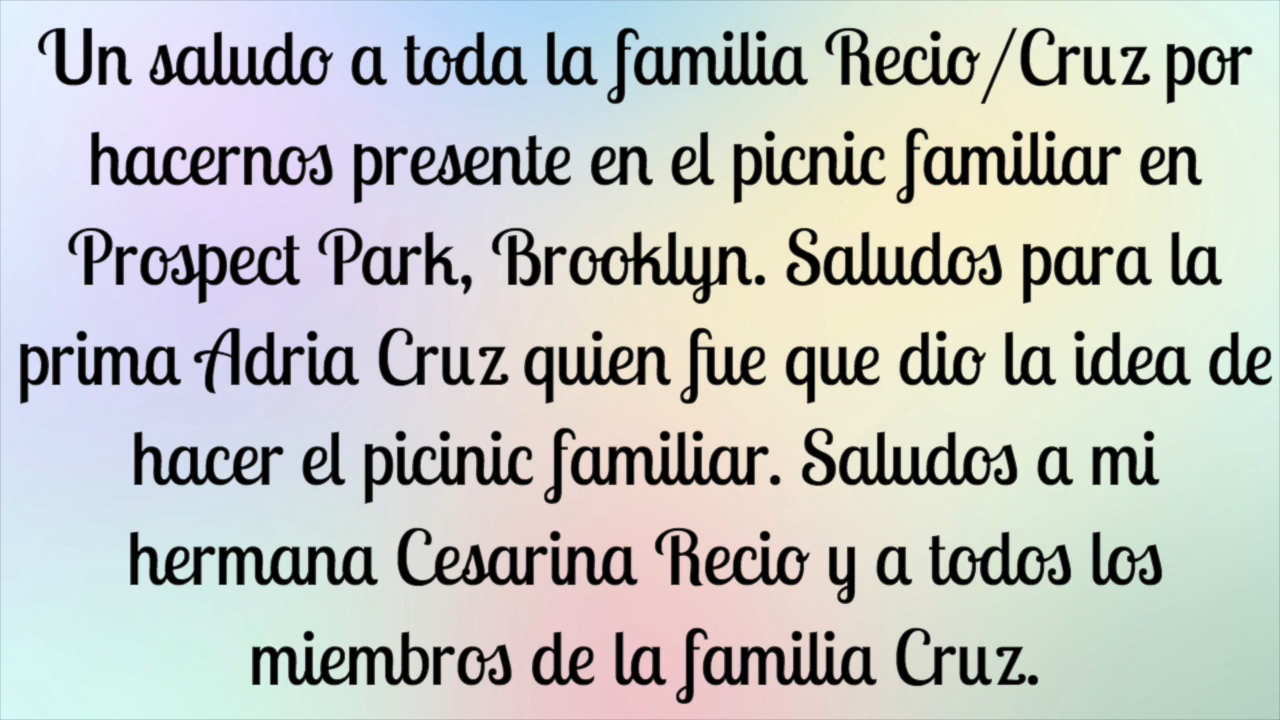 Un saludo a toda la familia Recio/Cruz por
hacernos presente en el picnic familiar en
Prospect Park, Brooklyn. Saludos para la
prima Adria Cruz quien fue que dio la idea de
hacer el picinic familiar. Saludos a mi
hermana Cesarina Recio y a todos los
miembros de la familia Cruz.